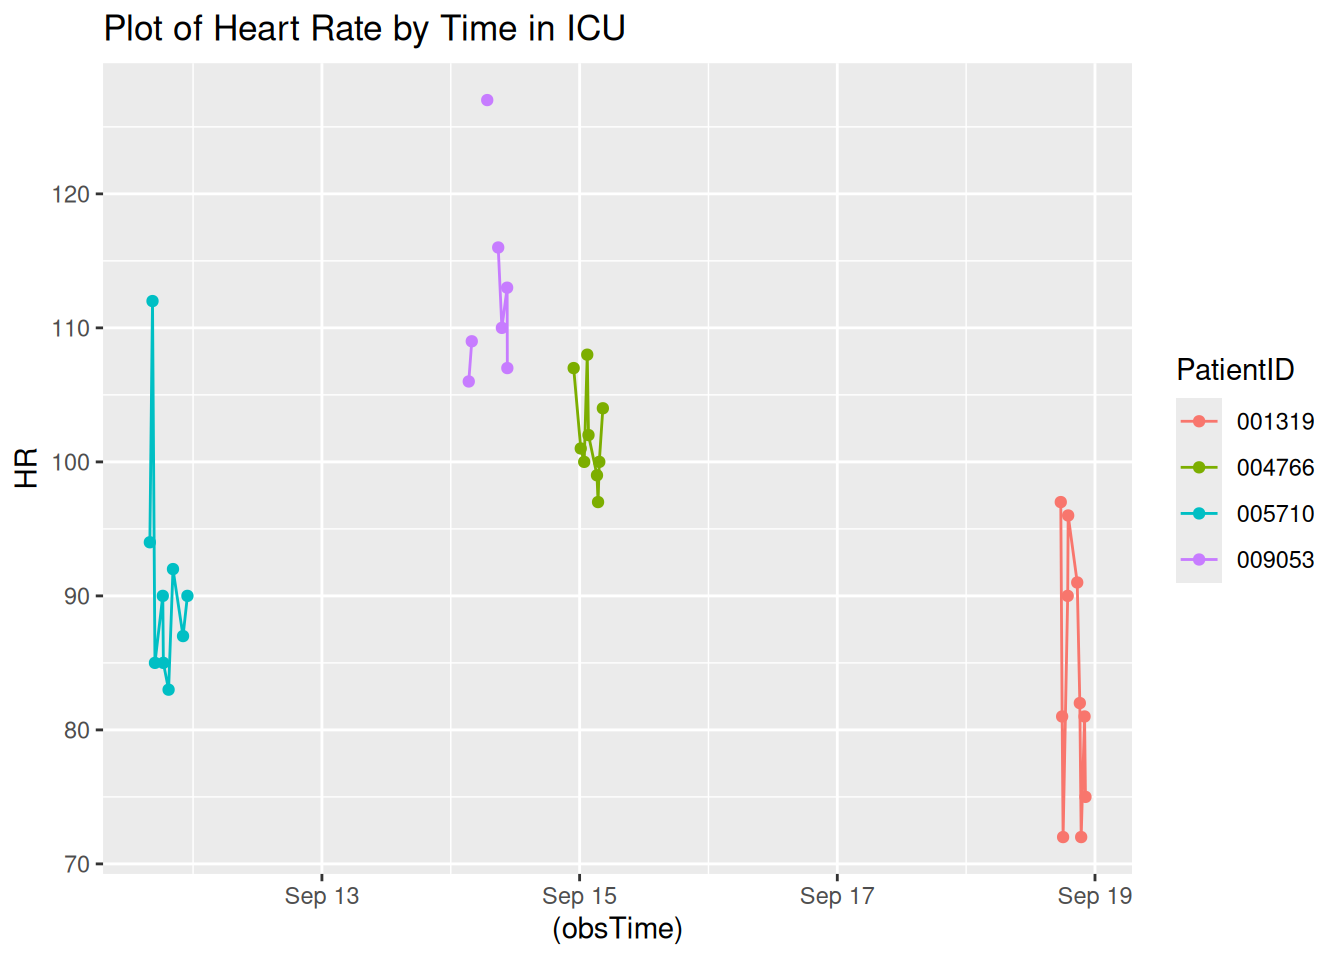 Plot of Heart Rate by Time in ICU
HR
120
110
100
90
80
70
Sep 13
Sep 15
Sep 17
Sep 19
(obsTime)
PatientID
001319
004766
005710
009053